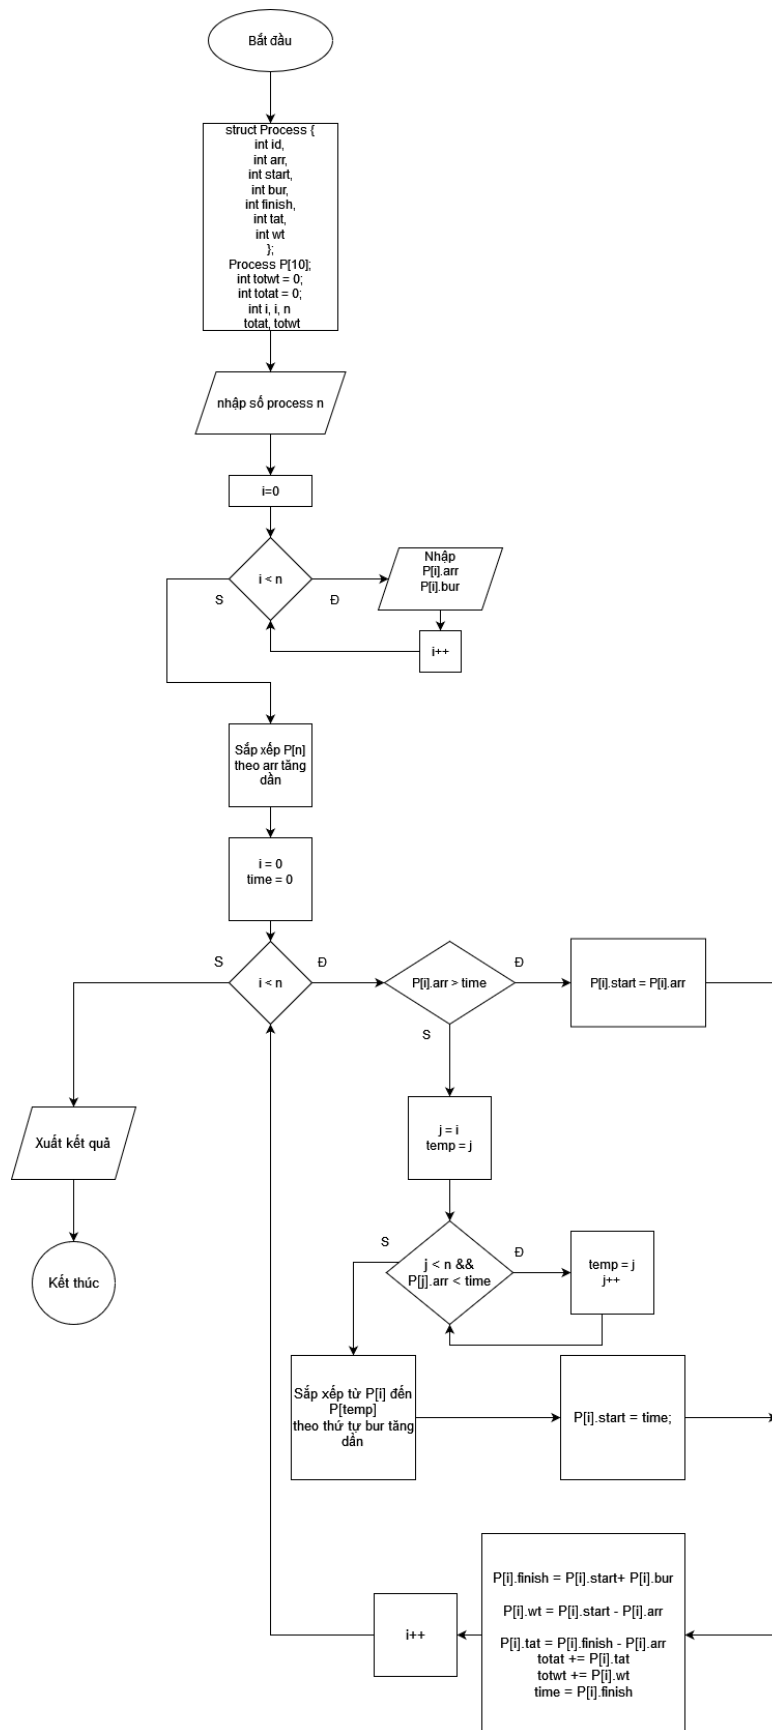 Bắt đầu
struct Process {
int id,
int arr,
int start,
int bur,
int finish,
int tat,
int wt
};
Process P[10];
int totwt = 0;
int totat = 0;
int i, i, n
totat, totwt
nhập số process n
i=0
i < n
S
Đ
Nhập
P[i].arr
P[i].bur
i++
Sắp xếp P[n]
theo arr tăng
dần
i = 0
time = 0
S
i < n
Đ
P[i].arr > time
Đ
P[i].start = P[i].arr
S
j = i
temp = j
Xuất kết quả
Kết thúc
S
j < n &&
P[j].arr < time
Đ
temp = j
j++
Sắp xếp từ P[i] đến
P[temp]
theo thứ tự bur tăng
dần
P[i].start = time;
P[i].finish = P[i].start+ P[i].bur
P[i].wt = P[i].start - P[i].arr
P[i].tat = P[i].finish - P[i].arr
totat += P[i].tat
totwt += P[i].wt
time = P[i].finish
i++